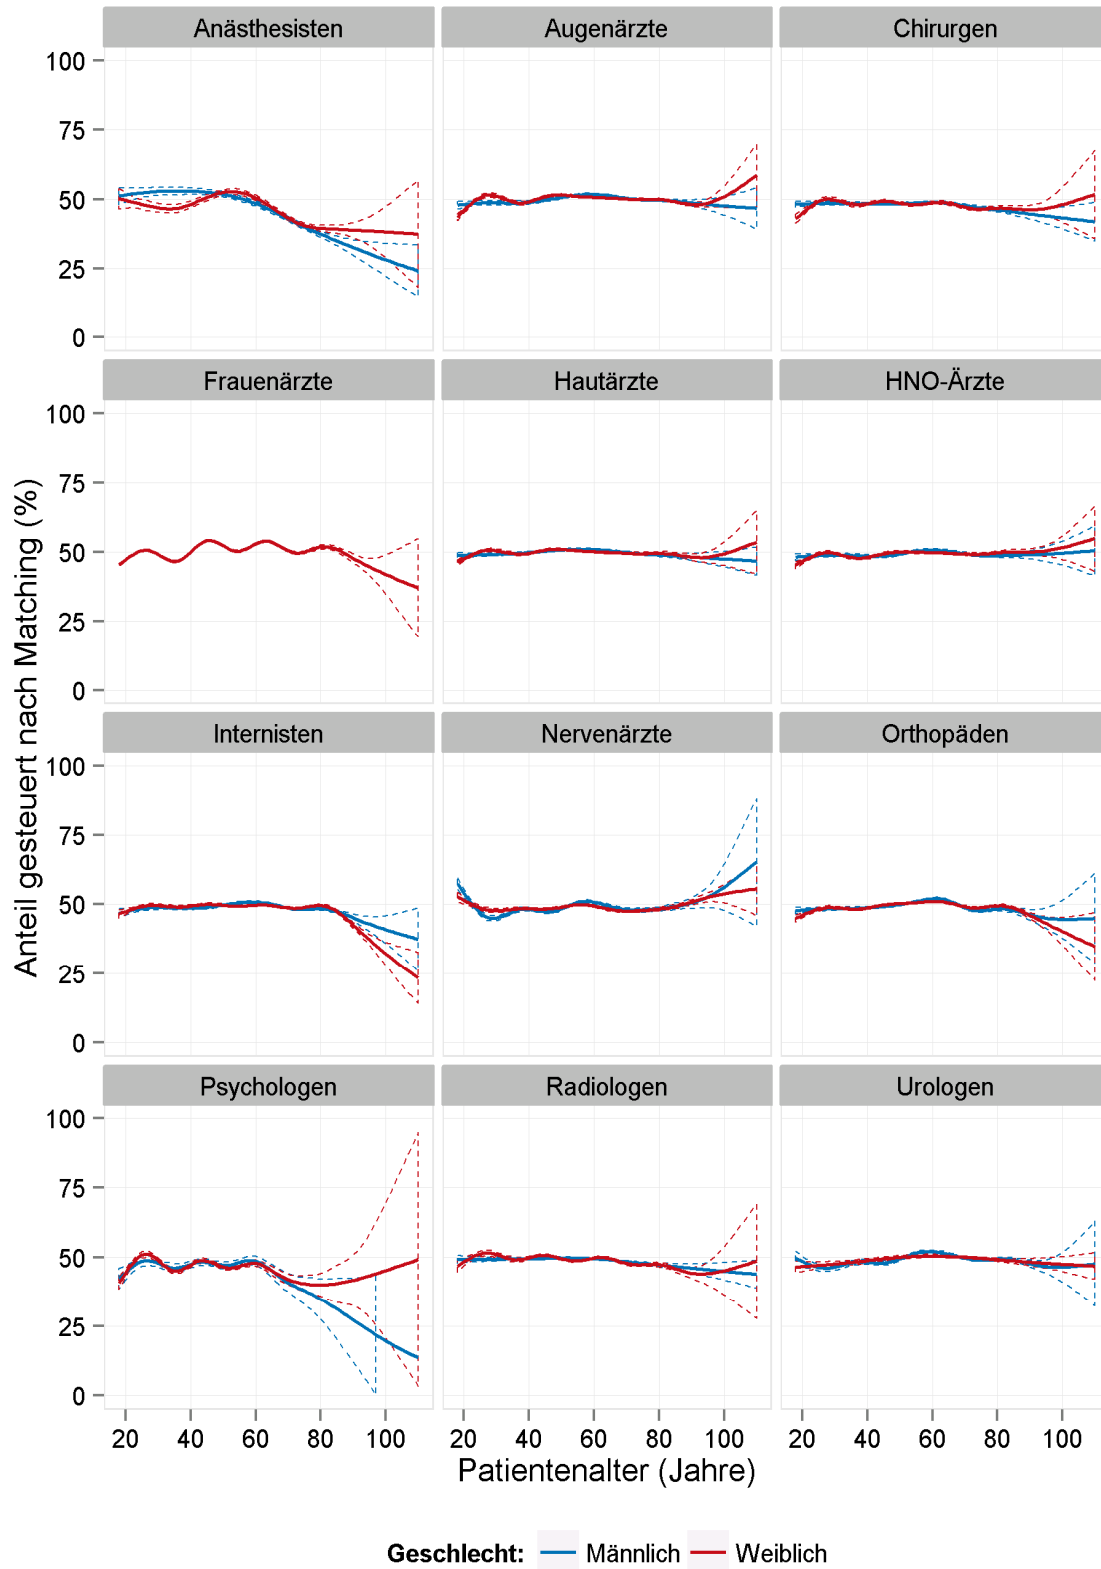 Anästhesisten Augenärzte Chirurgen
100
75
50
25
0
Frauenärzte Hautärzte HNO-Ärzte
100
75
50
25
0
Anteil gesteuert nach Matching (%)
Internisten Nervenärzte Orthopäden
100
75
50
25
0
Psychologen Radiologen Urologen
100
75
50
25
0
20 40 60 80 100 20 40 60 80 100 20 40 60 80 100
Patientenalter (Jahre)
Geschlecht: Männlich Weiblich